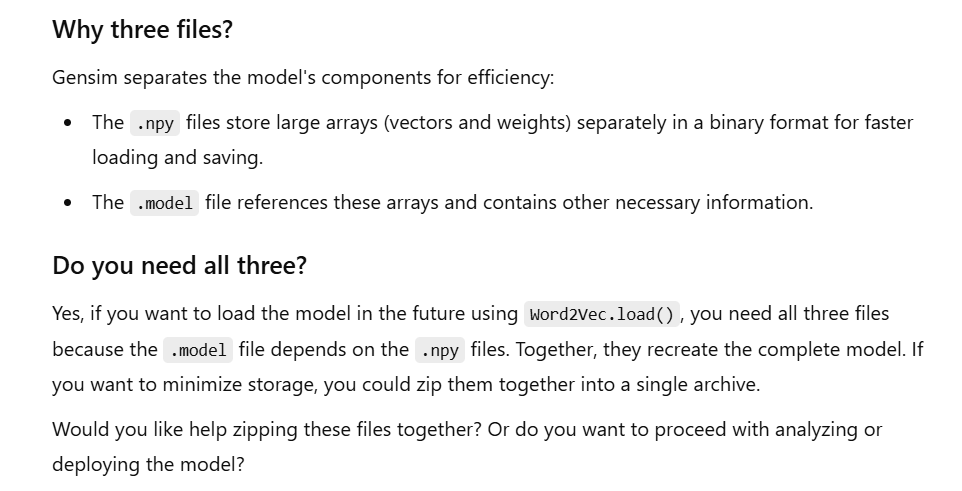 Why three files?
Gensim separates the model's components for efficiency:
• The .npy files store large arrays (vectors and weights) separately in a binary format for faster
loading and saving.
• The .model file references these arrays and contains other necessary information.
Do you need all three?
Yes, if you want to load the model in the future using Word2Vec.load(), you need all three files
because the .model file depends on the .npy files. Together, they recreate the complete model. If
you want to minimize storage, you could zip them together into a single archive.
Would you like help zipping these files together? Or do you want to proceed with analyzing or
deploying the model?